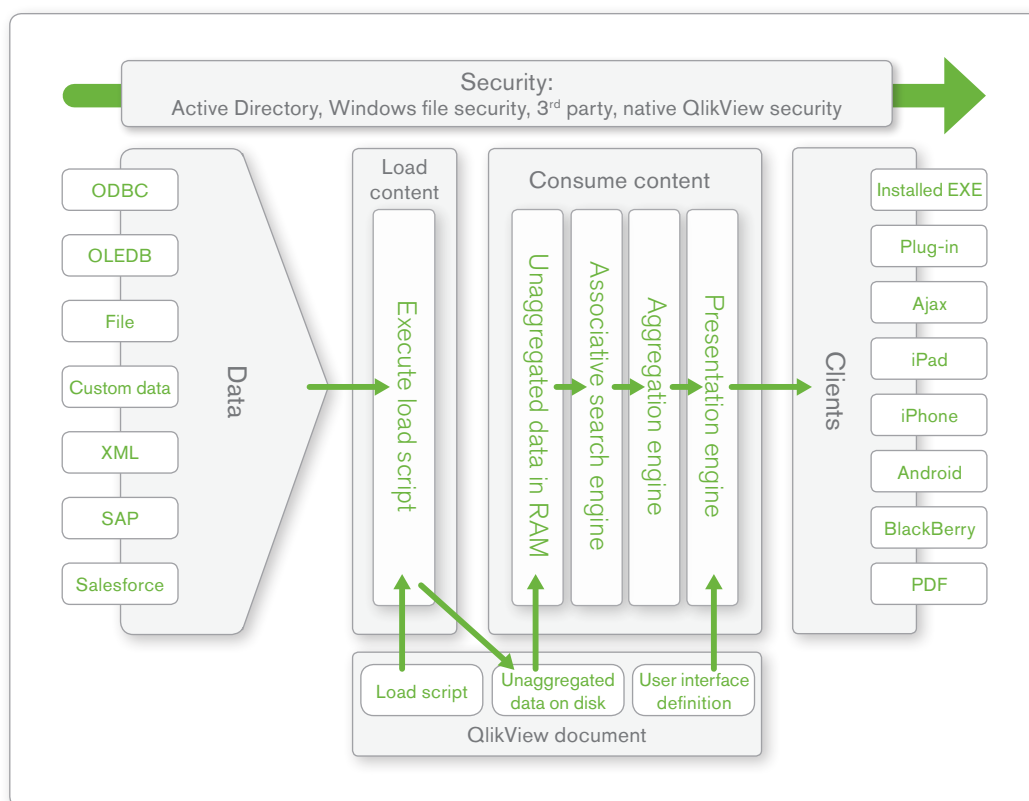 Security:
Active Directory, Windows file security, 3rd party, native QlikView security
ODBC
OLEDB
File
Custom data
XML
SAP
Salesforce
Data
Load
content
Execute load script
Consume content
Unaggregated data in RAM
Associative search engine
Aggregation engine
Presentation engine
Clients
Installed EXE
Plug-in
Ajax
iPad
iPhone
Android
BlackBerry
PDF
Load script
Unaggregated
data on disk
User interface
definition
QlikView document